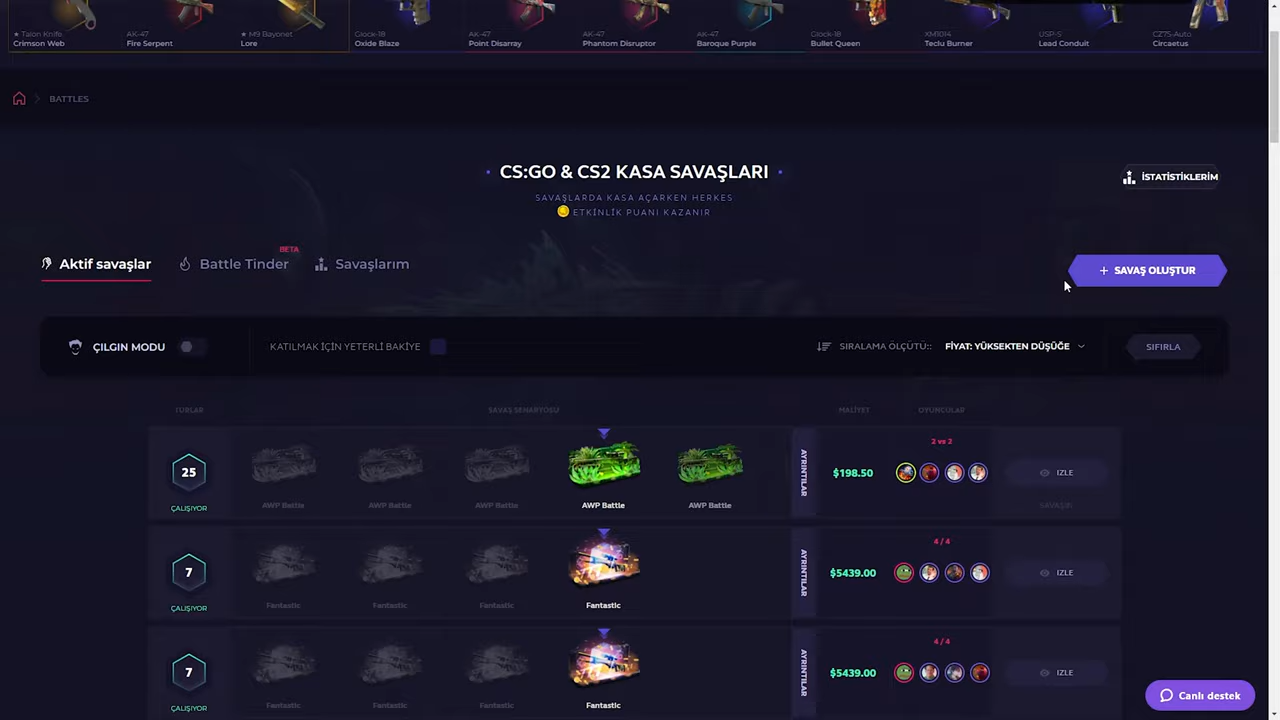 ★ Talon Knife
Crimson Web
AK-47
Fire Serpent
★ M9 Bayonet
Lore
Glock-18
Oxide Blaze
AK-47
Point Disarray
AK-47
Phantom Disruptor
AK-47
Baroque Purple
Glock-18
Bullet Queen
XM1014
Teclu Burner
USP-S
Lead Conduit
CZ75-Auto
Circaetus
BATTLES
CS:GO & CS2 KASA SAVAŞLARI
SAVAŞLARDA KASA AÇARKEN HERKES
ETKİNLİK PUANI KAZANIR
İSTATİSTİKLERİM
Aktif savaşlar
Battle Tinder
BETA
Savaşlarım
+ SAVAŞ OLUŞTUR
ÇILGIN MODU
KATILMAK İÇİN YETERLİ BAKİYE
SIRALAMA ÖLÇÜTÜ::
FİYAT: YÜKSEKTEN DÜŞÜĞE
SIFIRLA
TURLAR
SAVAŞ SENARYOSU
MALİYET
OYUNCULAR
25
ÇALIŞIYOR
AWP Battle
AWP Battle
AWP Battle
AWP Battle
AWP Battle
AYRINTILAR
$198.50
2 vs 2
IZLE
7
ÇALIŞIYOR
Fantastic
Fantastic
Fantastic
Fantastic
AYRINTILAR
$5439.00
4 / 4
IZLE
7
ÇALIŞIYOR
Fantastic
Fantastic
Fantastic
Fantastic
AYRINTILAR
$5439.00
4 / 4
IZLE
Canlı destek